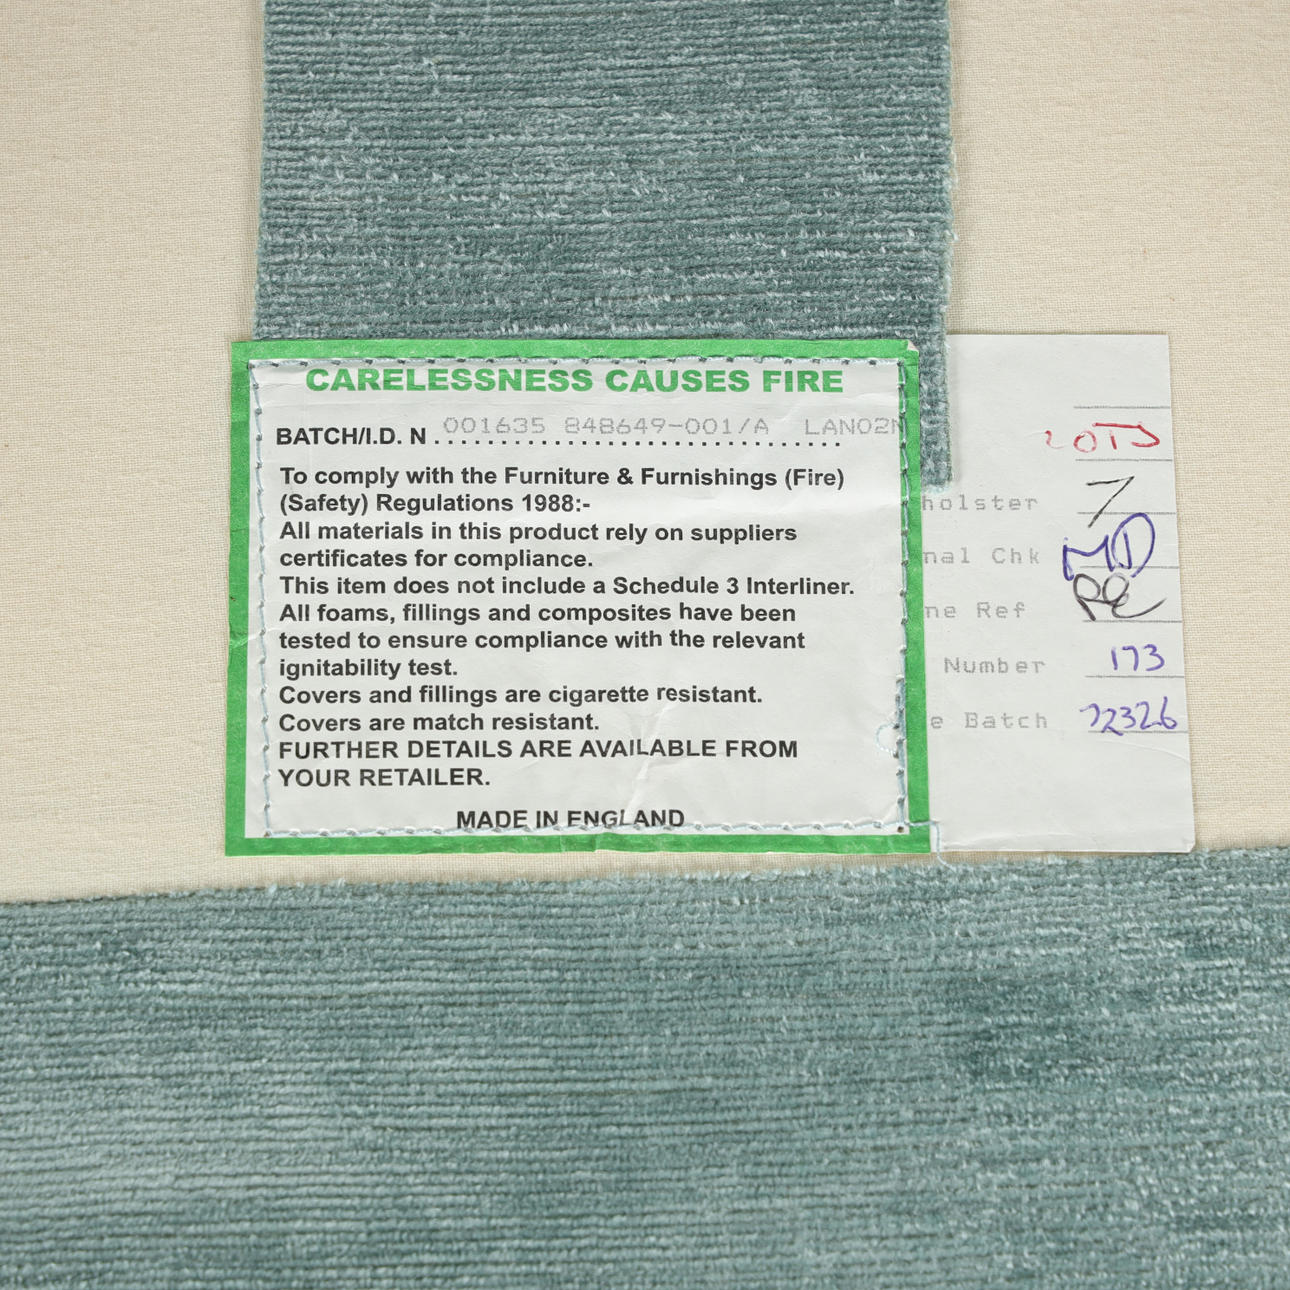 CARELESSNESS CAUSES FIRE
BATCH/I.D. N 001635 848649-001/A LAN02
To comply with the Furniture & Furnishings (Fire)
(Safety) Regulations 1988:-
All materials in this product rely on suppliers
certificates for compliance.
This item does not include a Schedule 3 Interliner.
All foams, fillings and composites have been
tested to ensure compliance with the relevant
ignitability test.
Covers and fillings are cigarette resistant.
Covers are match resistant.
FURTHER DETAILS ARE AVAILABLE FROM
YOUR RETAILER.
MADE IN ENGLAND
holster 7
nal Chk MD
ne Ref
Number 173
e Batch